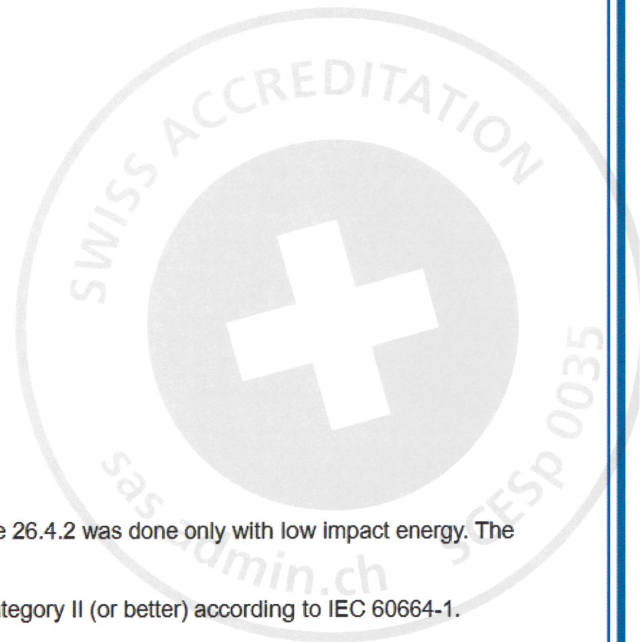 SWISS ACCREDITATION
SCESp 0035
sas.admin.ch
26.4.2 was done only with low impact energy. The
II (or better) according to IEC 60664-1.